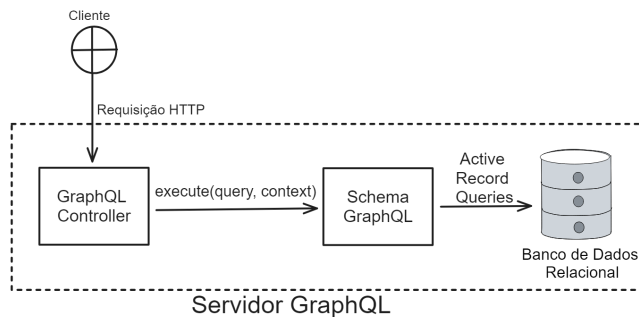 Cliente
Requisição HTTP
GraphQL
Controller
execute(query, context)
Schema
GraphQL
Active
Record
Queries
Banco de Dados
Relacional
Servidor GraphQL